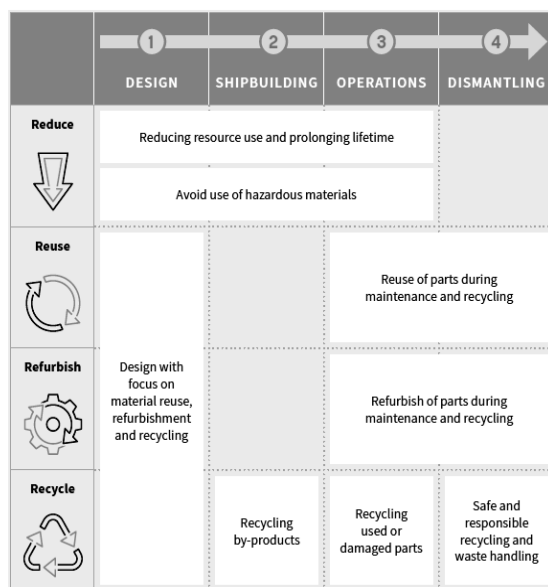 1
2
3
4
DESIGN
SHIPBUILDING
OPERATIONS
DISMANTLING
Reduce
Reducing resource use and prolonging lifetime
Avoid use of hazardous materials
Reuse
Reuse of parts during
maintenance and recycling
Refurbish
Design with
focus on
material reuse,
refurbishment
and recycling
Refurbish of parts during
maintenance and recycling
Recycle
Recycling
by-products
Recycling
used or
damaged parts
Safe and
responsible
recycling and
waste handling